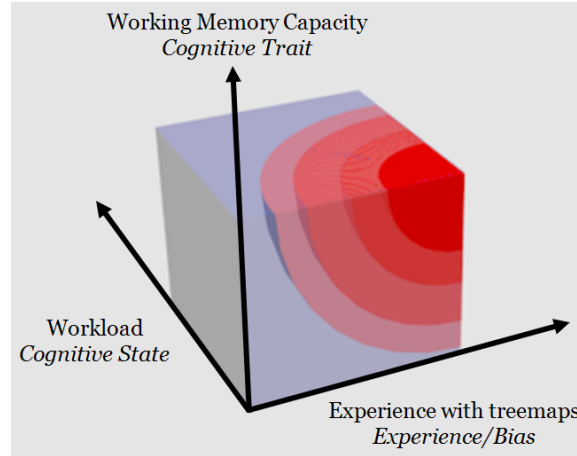 Working Memory Capacity
Cognitive Trait
Workload
Cognitive State
Experience with treemaps
Experience/Bias